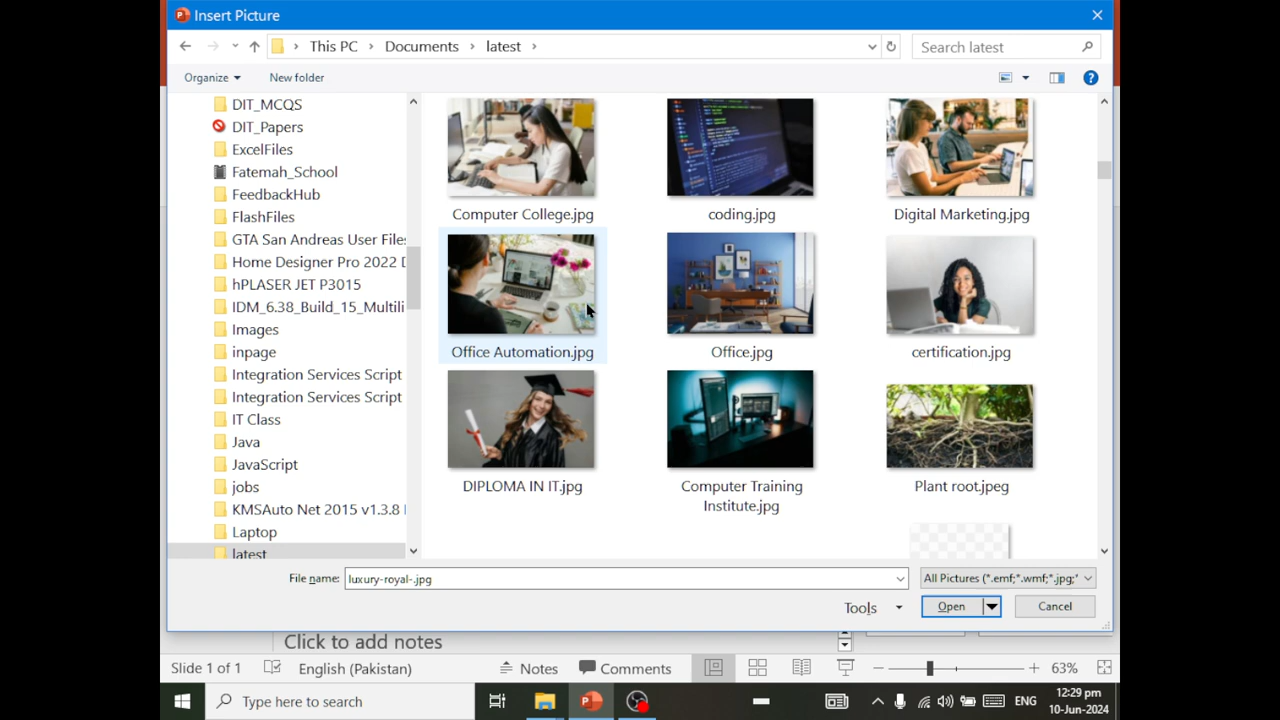 Insert Picture
This PC > Documents > latest >
Search latest
Organize
New folder
DIT_MCQS
DIT_Papers
ExcelFiles
Fatemah_School
FeedbackHub
FlashFiles
GTA San Andreas User Files
Home Designer Pro 2022
hPLASER JET P3015
IDM_6.38_Build_15_Multili
Images
inpage
Integration Services Script
Integration Services Script
IT Class
Java
JavaScript
jobs
KMSAuto Net 2015 v1.3.8
Laptop
latest
Computer College.jpg
coding.jpg
Digital Marketing.jpg
Office Automation.jpg
Office.jpg
certification.jpg
DIPLOMA IN IT.jpg
Computer Training
Institute.jpg
Plant root.jpeg
File name:
luxury-royal-.jpg
All Pictures (*.emf;*.wmf;*.jpg;*
Tools
Open
Cancel
Click to add notes
Slide 1 of 1
English (Pakistan)
Notes
Comments
63%
Type here to search
ENG
12:29 pm
10-Jun-2024